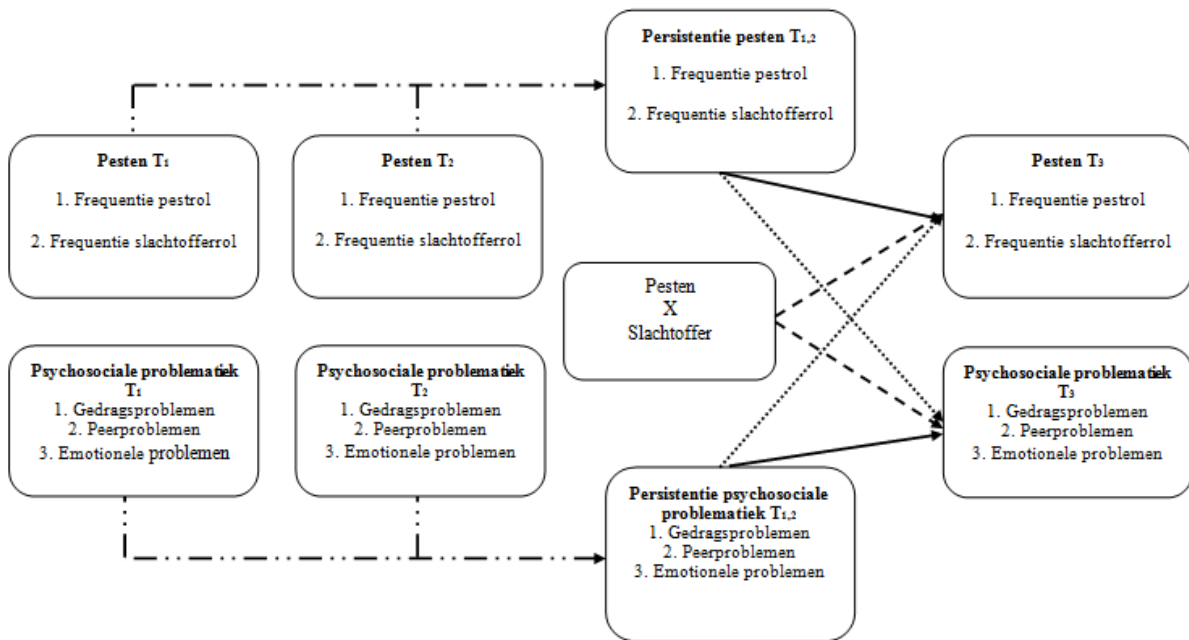 Persistentie pesten T1,2
1. Frequentie pestrol
2. Frequentie slachtofferrol
Pesten T1
1. Frequentie pestrol
2. Frequentie slachtofferrol
Pesten T2
1. Frequentie pestrol
2. Frequentie slachtofferrol
Pesten T3
1. Frequentie pestrol
2. Frequentie slachtofferrol
Pesten
X
Slachtoffer
Psychosociale problematiek
T1
1. Gedragsproblemen
2. Peerproblemen
3. Emotionele problemen
Psychosociale problematiek
T2
1. Gedragsproblemen
2. Peerproblemen
3. Emotionele problemen
Psychosociale problematiek
T3
1. Gedragsproblemen
2. Peerproblemen
3. Emotionele problemen
Persistentie psychosociale
problematiek T1,2
1. Gedragsproblemen
2. Peerproblemen
3. Emotionele problemen